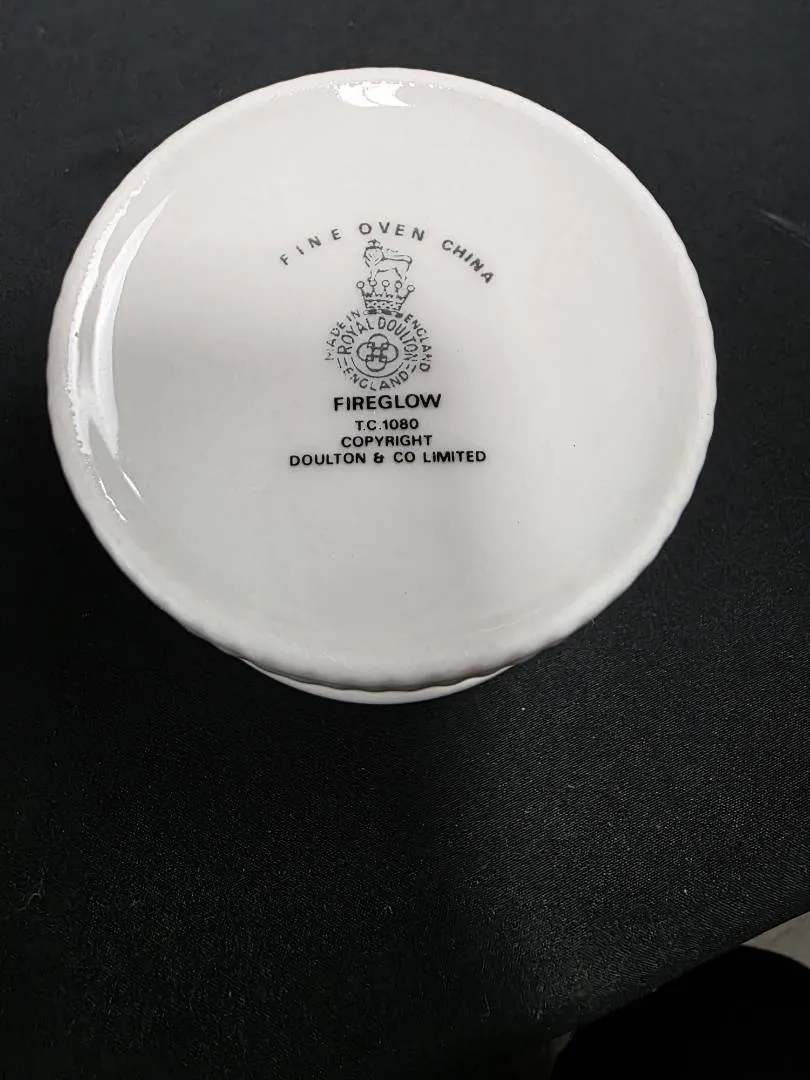 FINE OVEN CHINA
MADE IN ENGLAND
ROYAL DOULTON
ENGLAND
FIREGLOW
T.C.1080
COPYRIGHT
DOULTON & CO LIMITED